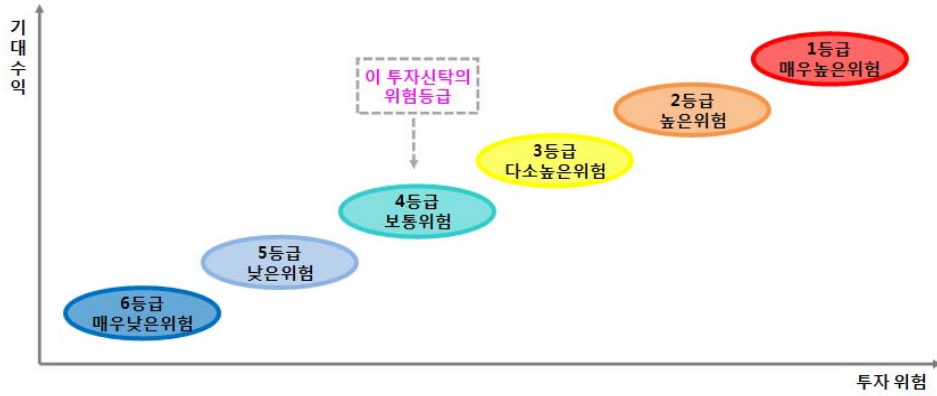 기
대
수
익
1등급
매우높은위험
이 투자신탁의
위험등급
2등급
높은위험
3등급
다소높은위험
4등급
보통위험
5등급
낮은위험
6등급
매우낮은위험
투자 위험